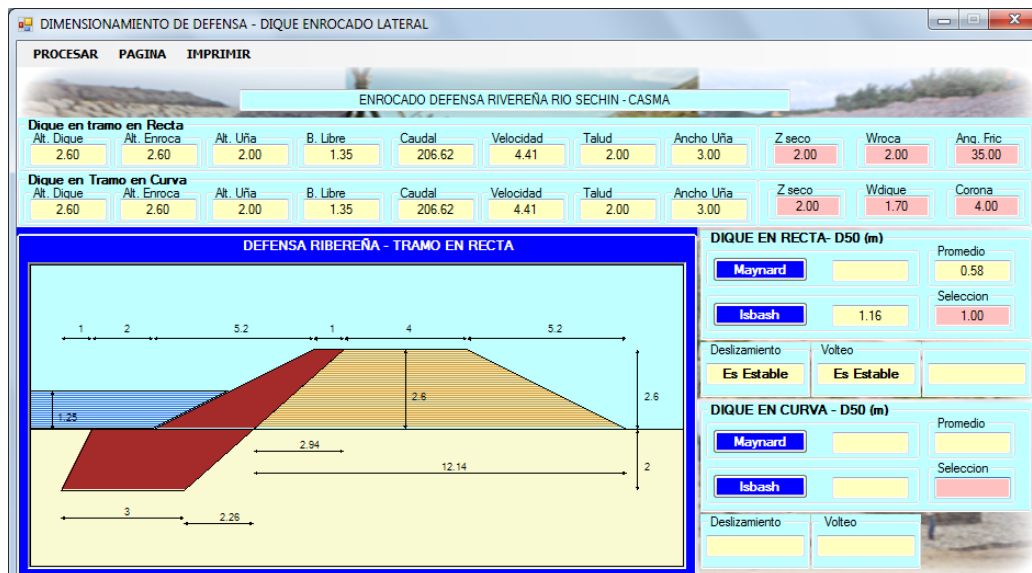 DIMENSIONAMIENTO DE DEFENSA - DIQUE ENROCADO LATERAL
PROCESAR PAGINA IMPRIMIR
ENROCADO DEFENSA RIVEREÑA RIO SECHIN - CASMA
Dique en tramo en Recta
Alt. Dique Alt. Enroca Alt. Uña B. Libre Caudal Velocidad Talud Ancho Uña Z seco Wroca Ang. Fric
2.60 2.60 2.00 1.35 206.62 4.41 2.00 3.00 2.00 2.00 35.00
Dique en Tramo en Curva
Alt. Dique Alt. Enroca Alt. Uña B. Libre Caudal Velocidad Talud Ancho Uña Z seco Wdique Corona
2.60 2.60 2.00 1.35 206.62 4.41 2.00 3.00 2.00 1.70 4.00
DEFENSA RIBEREÑA - TRAMO EN RECTA
1 2 5.2 1 4 5.2
1.25 2.6 2.6
2.94
12.14 2
3 2.26
DIQUE EN RECTA- D50 (m)
Promedio
Maynard 0.58
Seleccion
Isbash 1.16 1.00
Deslizamiento Volteo
Es Estable Es Estable
DIQUE EN CURVA - D50 (m)
Promedio
Maynard
Seleccion
Isbash
Deslizamiento Volteo